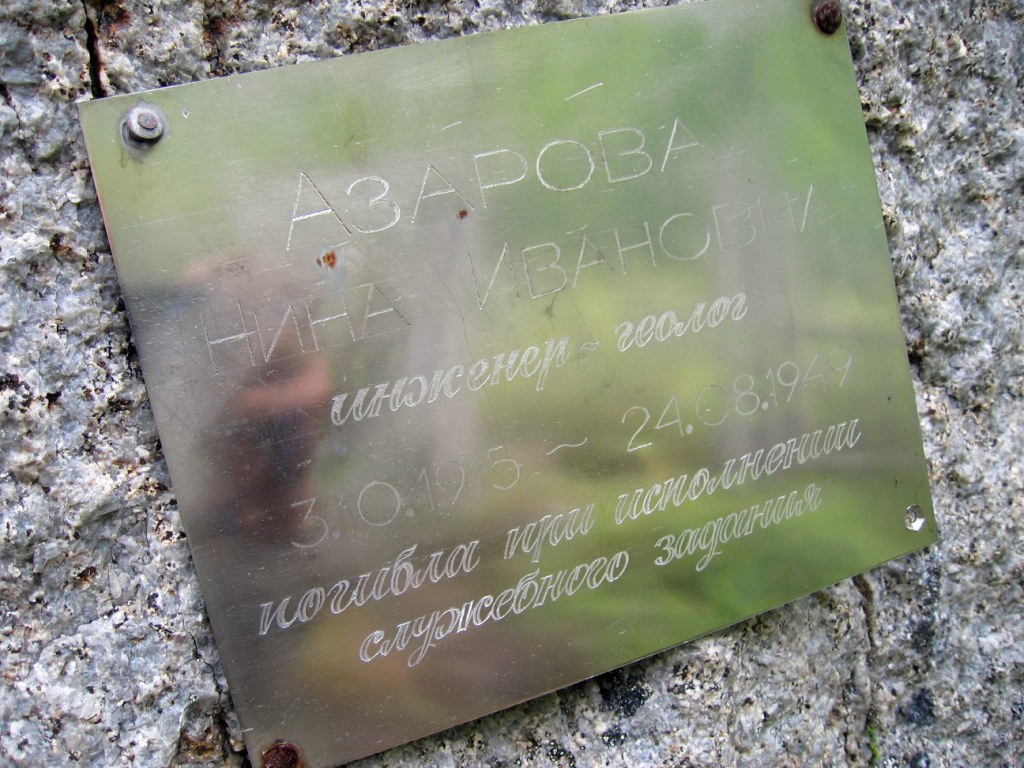 АЗАРОВА
НИНА ИВАНОВНА
инженер - геолог
3.10.1915 ~ 24.08.1949
погибла при исполнении
служебного задания